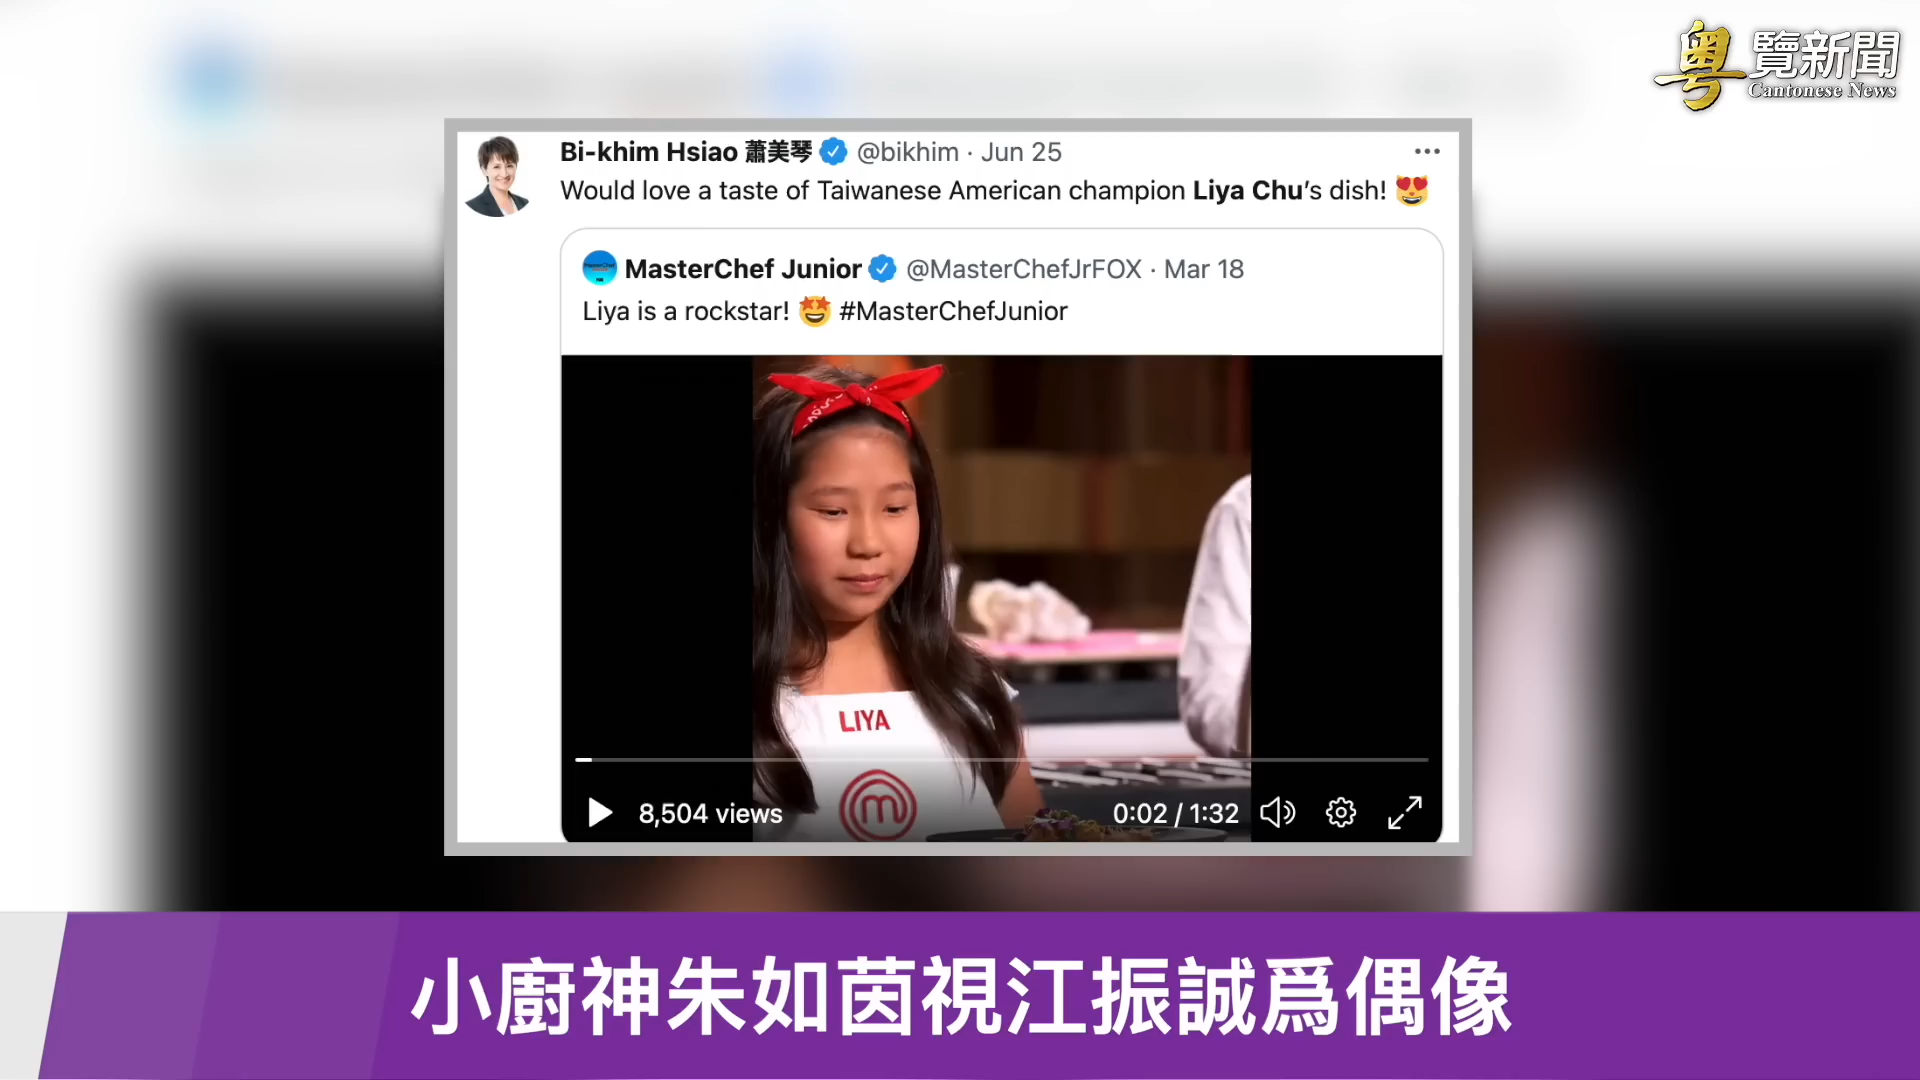 粵覽新聞
Cantonese News
Bi-khim Hsiao 蕭美琴 @bikhim · Jun 25
Would love a taste of Taiwanese American champion Liya Chu's dish! 😻
MasterChef Junior @MasterChefJrFOX · Mar 18
Liya is a rockstar! 🤩 #MasterChefJunior
LIYA
m
8,504 views 0:02 / 1:32
小廚神朱如茵視江振誠爲偶像